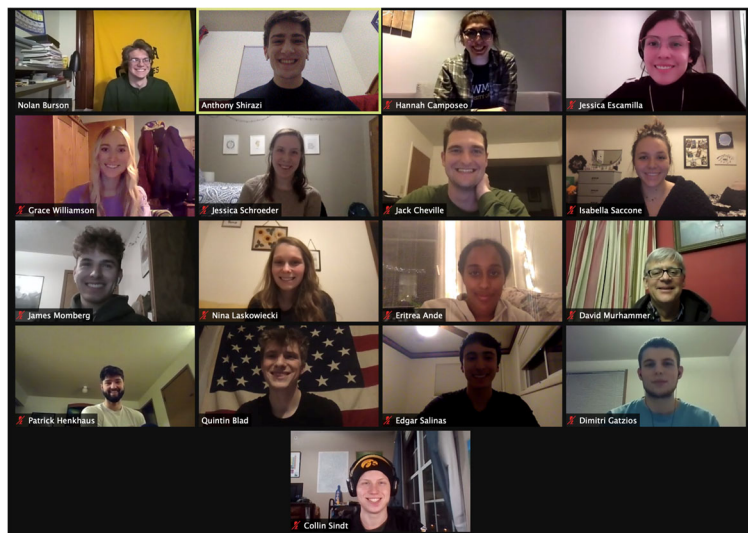 Nolan Burson
Anthony Shirazi
Hannah Camposeo
Jessica Escamilla
Grace Williamson
Jessica Schroeder
Jack Cheville
Isabella Saccone
James Momberg
Nina Laskowiecki
Eritrea Ande
David Murhammer
Patrick Henkhaus
Quintin Blad
Edgar Salinas
Dimitri Gatzios
Collin Sindt